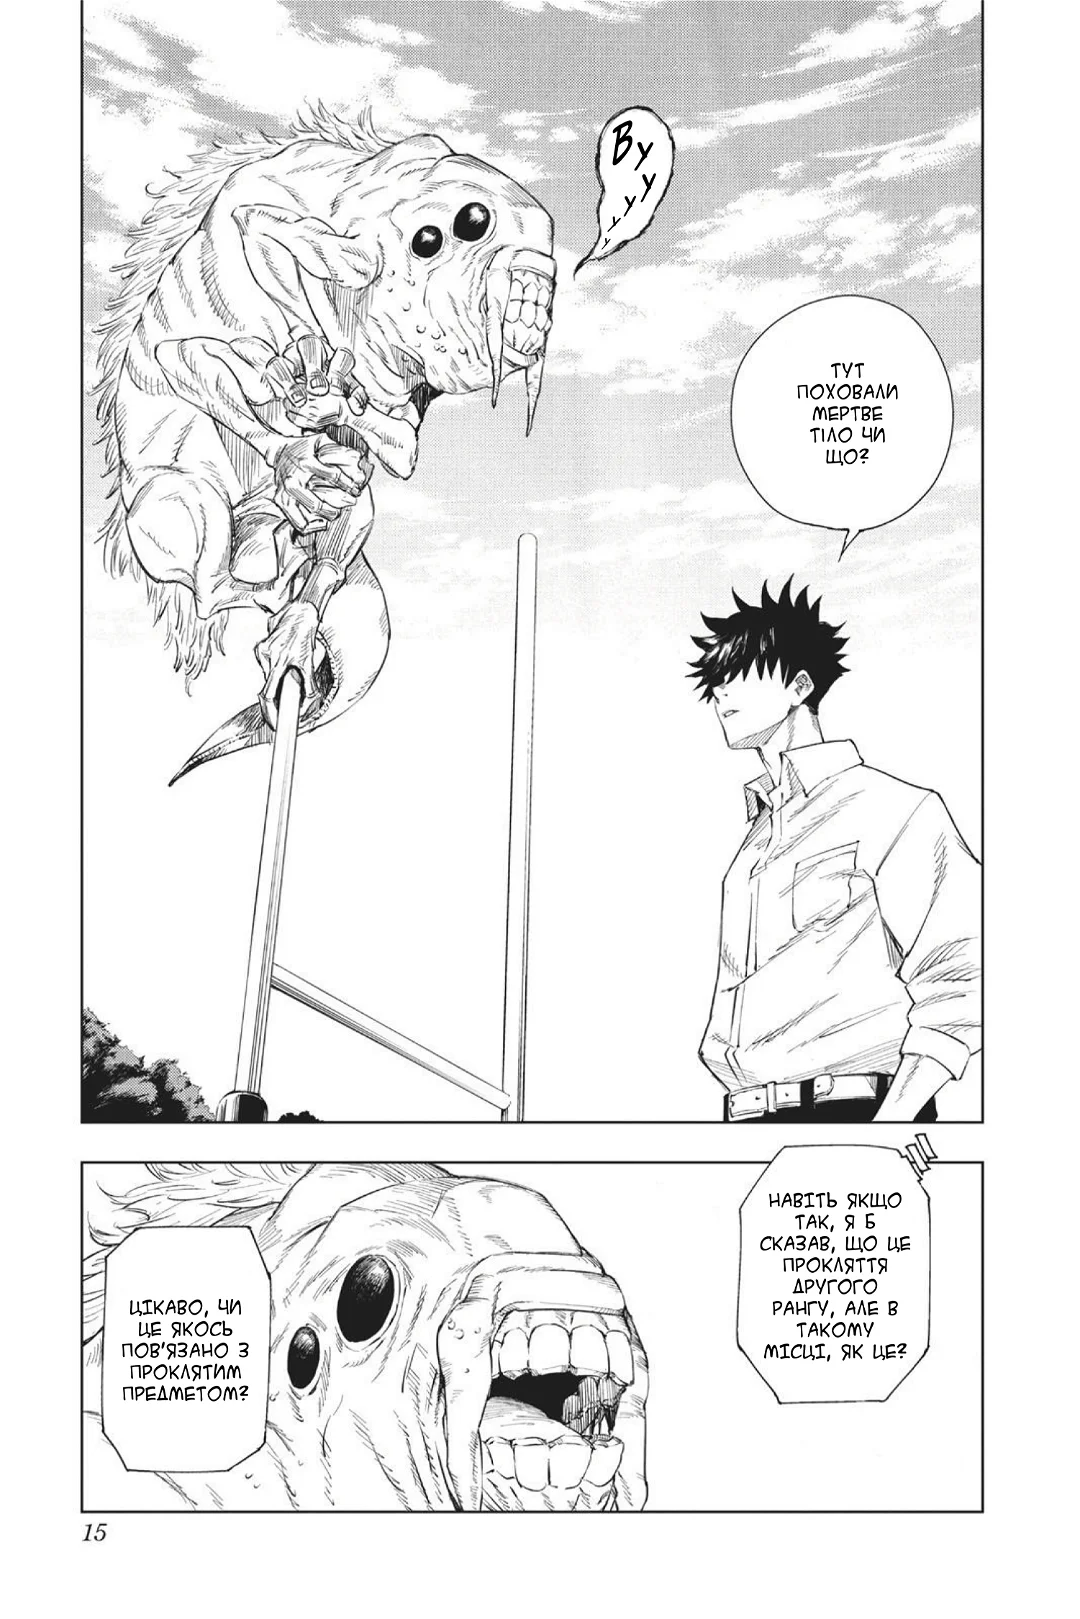 Ву
у
у
у
у
ТУТ
ПОХОВАЛИ
МЕРТВЕ
ТІЛО ЧИ
ЩО?
НАВІТЬ ЯКЩО
ТАК, Я Б
СКАЗАВ, ЩО ЦЕ
ПРОКЛЯТТЯ
ДРУГОГО
РАНГУ, АЛЕ В
ТАКОМУ
МІСЦІ, ЯК ЦЕ?
ЦІКАВО, ЧИ
ЦЕ ЯКОСЬ
ПОВ'ЯЗАНО З
ПРОКЛЯТИМ
ПРЕДМЕТОМ?
15